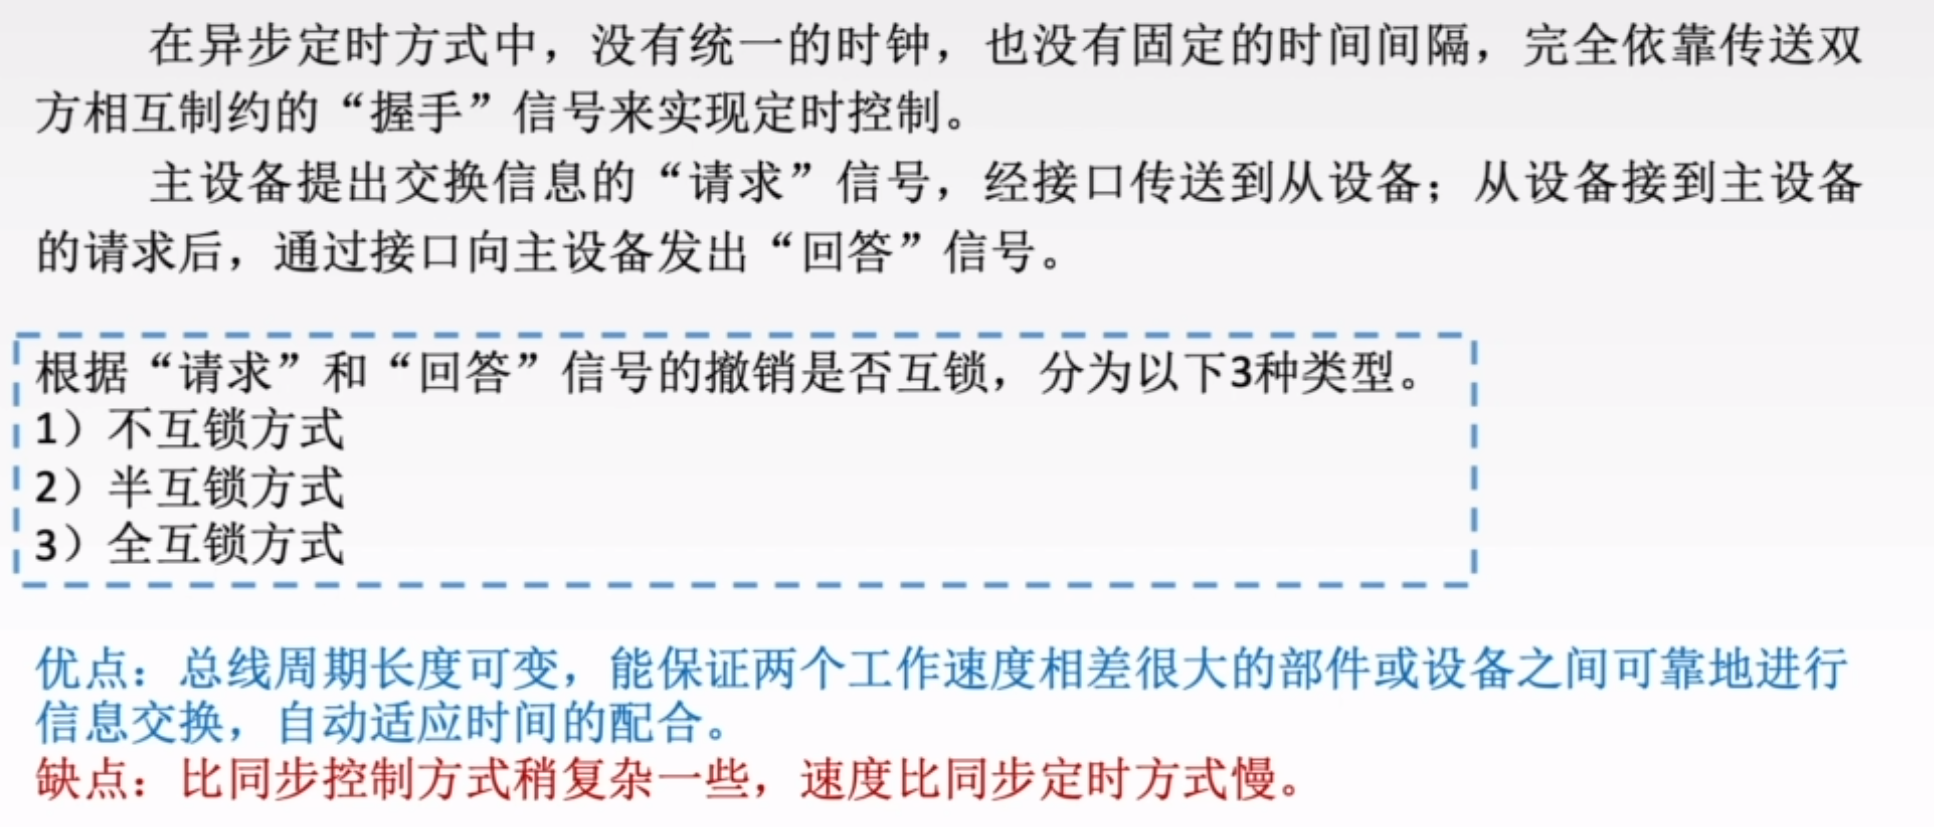 在异步定时方式中，没有统一的时钟，也没有固定的时间间隔，完全依靠传送双
方相互制约的“握手”信号来实现定时控制。
主设备提出交换信息的“请求”信号，经接口传送到从设备；从设备接到主设备
的请求后，通过接口向主设备发出“回答”信号。
根据“请求”和“回答”信号的撤销是否互锁，分为以下3种类型。
1）不互锁方式
2）半互锁方式
3）全互锁方式
优点：总线周期长度可变，能保证两个工作速度相差很大的部件或设备之间可靠地进行
信息交换，自动适应时间的配合。
缺点：比同步控制方式稍复杂一些，速度比同步定时方式慢。